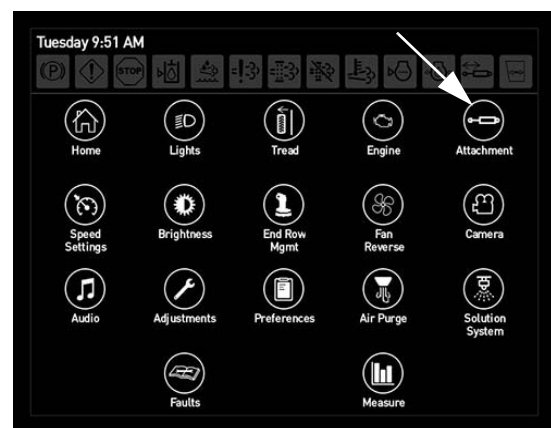 Tuesday 9:51 AM
(P)
STOP
Home
Lights
Tread
Engine
Attachment
Speed
Settings
Brightness
End Row
Mgmt
Fan
Reverse
Camera
Audio
Adjustments
Preferences
Air Purge
Solution
System
Faults
Measure